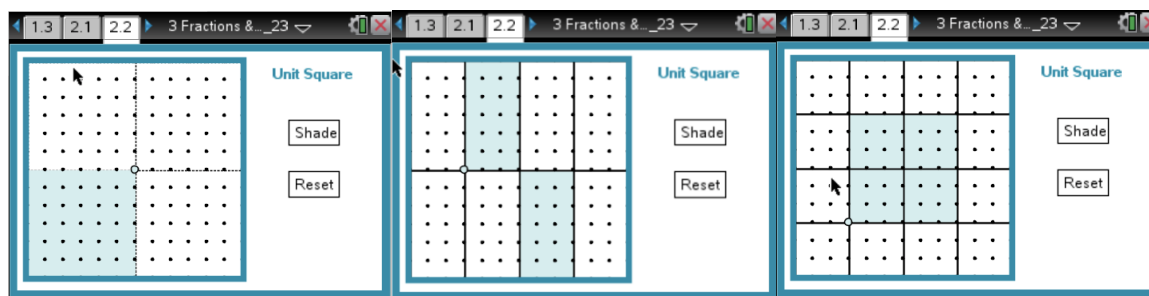 1.3 2.1 2.2 3 Fractions &..._23
Unit Square
Shade
Reset
1.3 2.1 2.2 3 Fractions &..._23
Unit Square
Shade
Reset
1.3 2.1 2.2 3 Fractions &..._23
Unit Square
Shade
Reset